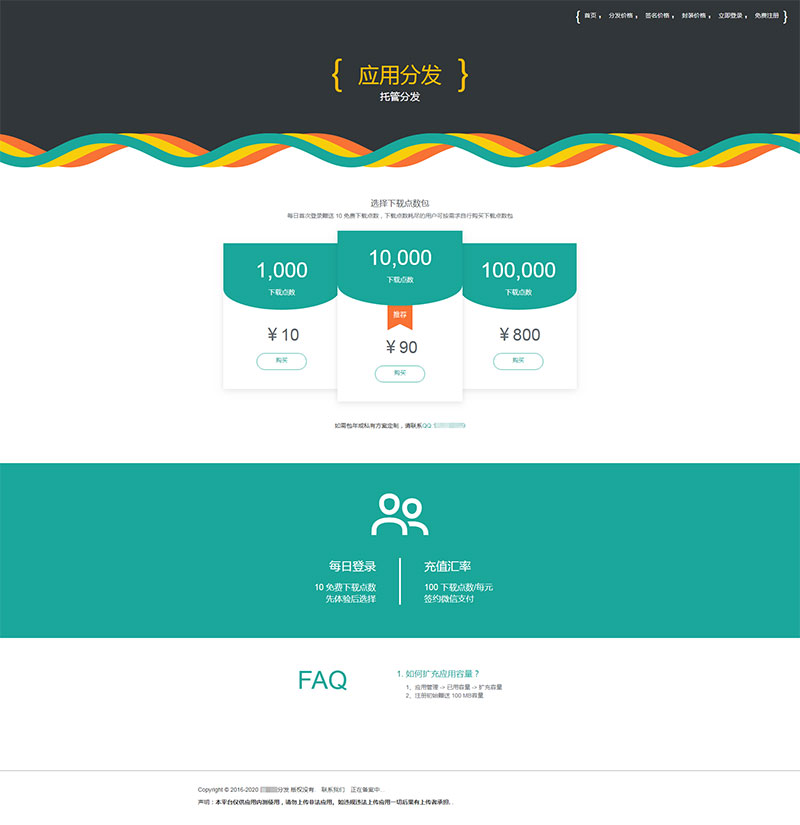 { 首页 , 分发价格 , 签名价格 , 封装价格 , 立即登录 , 免费注册 }
{ 应用分发 }
托管分发
选择下载点数包
每日首次登录赠送 10 免费下载点数，下载点数耗尽的用户可按需求自行购买下载点数包
1,000
下载点数
¥ 10
购买
10,000
下载点数
推荐
¥ 90
购买
100,000
下载点数
¥ 800
购买
如需包年或私有方案定制，请联系QQ
每日登录
10 免费下载点数
先体验后选择
充值汇率
100 下载点数/每元
签约微信支付
FAQ
1. 如何扩充应用容量？
1、应用管理 -> 已用容量 -> 扩充容量
2、注册初始赠送 100 MB容量
Copyright © 2016-2020 分发 版权没有. 联系我们 正在备案中...
声明：本平台仅供应用内测使用，请勿上传非法应用，如违规违法上传应用一切后果有上传者承担.